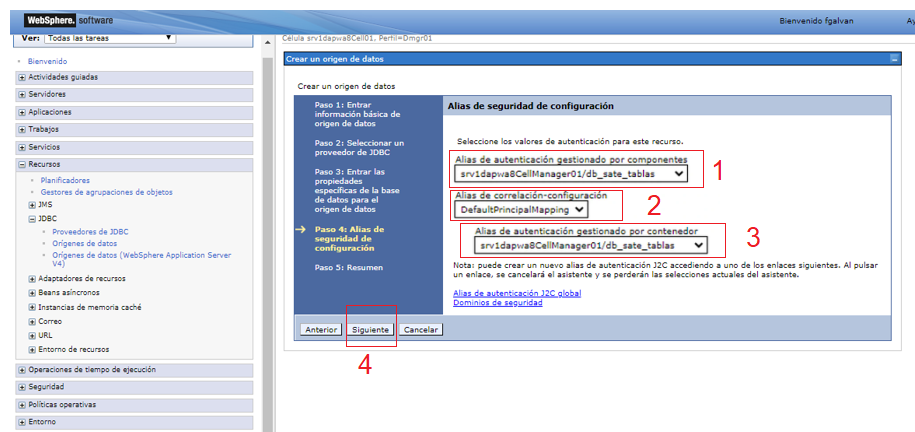 WebSphere. software
Bienvenido fgalvan
Ay
Ver: Todas las tareas
Célula srv1dapwa8Cell01, Perfil=Dmgr01
Bienvenido
Actividades guiadas
Servidores
Aplicaciones
Trabajos
Servicios
Recursos
Planificadores
Gestores de agrupaciones de objetos
JMS
JDBC
Proveedores de JDBC
Orígenes de datos
Orígenes de datos (WebSphere Application Server
V4)
Adaptadores de recursos
Beans asíncronos
Instancias de memoria caché
Correo
URL
Entorno de recursos
Operaciones de tiempo de ejecución
Seguridad
Políticas operativas
Entorno
Crear un origen de datos
Crear un origen de datos
Paso 1: Entrar
información básica de
origen de datos
Paso 2: Seleccionar un
proveedor de JDBC
Paso 3: Entrar las
propiedades
específicas de la base
de datos para el
origen de datos
Paso 4: Alias de
seguridad de
configuración
Paso 5: Resumen
Alias de seguridad de configuración
Seleccione los valores de autenticación para este recurso.
Alias de autenticación gestionado por componentes
srv1dapwa8CellManager01/db_sate_tablas
1
Alias de correlación-configuración
DefaultPrincipalMapping
2
Alias de autenticación gestionado por contenedor
srv1dapwa8CellManager01/db_sate_tablas
3
Nota: puede crear un nuevo alias de autenticación J2C accediendo a uno de los enlaces siguientes. Al pulsar
un enlace, se cancelará el asistente y se perderán las selecciones actuales del asistente.
Alias de autenticación J2C global
Dominios de seguridad
Anterior Siguiente Cancelar
4